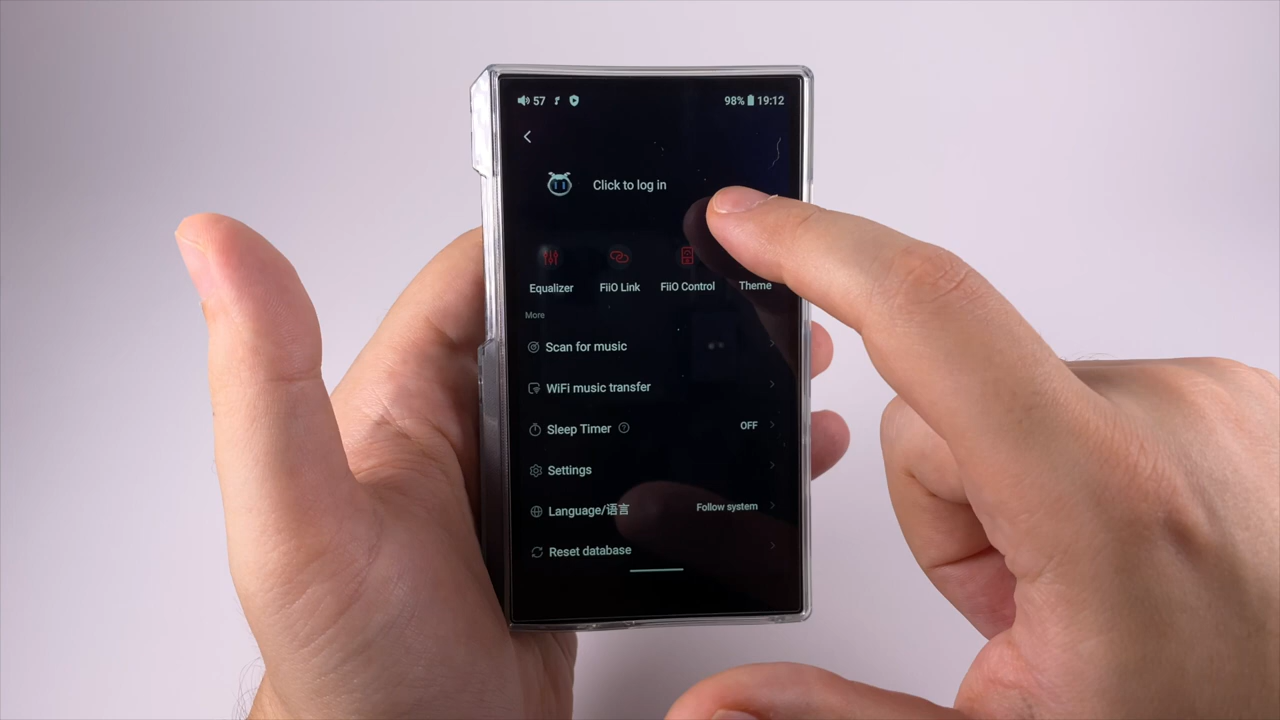 57
98% 19:12
Click to log in
Equalizer FiiO Link FiiO Control Theme
More
Scan for music
WiFi music transfer
Sleep Timer ? OFF
Settings
Language/语言 Follow system
Reset database